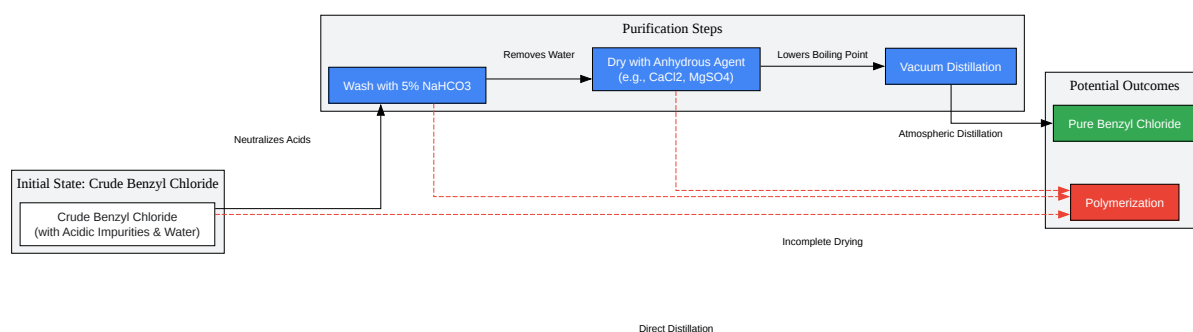 Purification Steps
Removes Water
Lowers Boiling Point
Dry with Anhydrous Agent
(e.g., CaCl2, MgSO4)
Wash with 5% NaHCO3
Vacuum Distillation
Potential Outcomes
Pure Benzyl Chloride
Atmospheric Distillation
Neutralizes Acids
Initial State: Crude Benzyl Chloride
Crude Benzyl Chloride
(with Acidic Impurities & Water)
Polymerization
Incomplete Drying
Direct Distillation